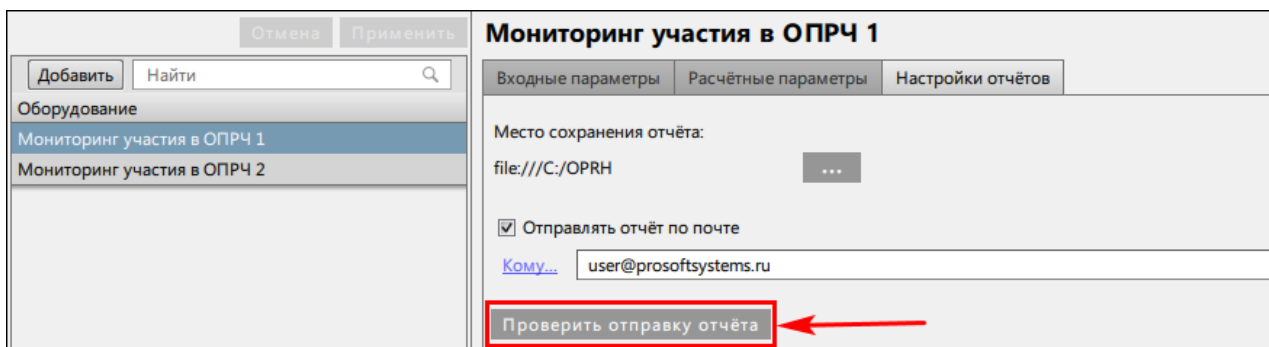 Отмена Применить
Добавить Найти
Оборудование
Мониторинг участия в ОПРЧ 1
Мониторинг участия в ОПРЧ 2
Мониторинг участия в ОПРЧ 1
Входные параметры Расчётные параметры Настройки отчётов
Место сохранения отчёта:
file:///C:/OPRH ...
Отправлять отчёт по почте
Кому... user@prosoftsystems.ru
Проверить отправку отчёта